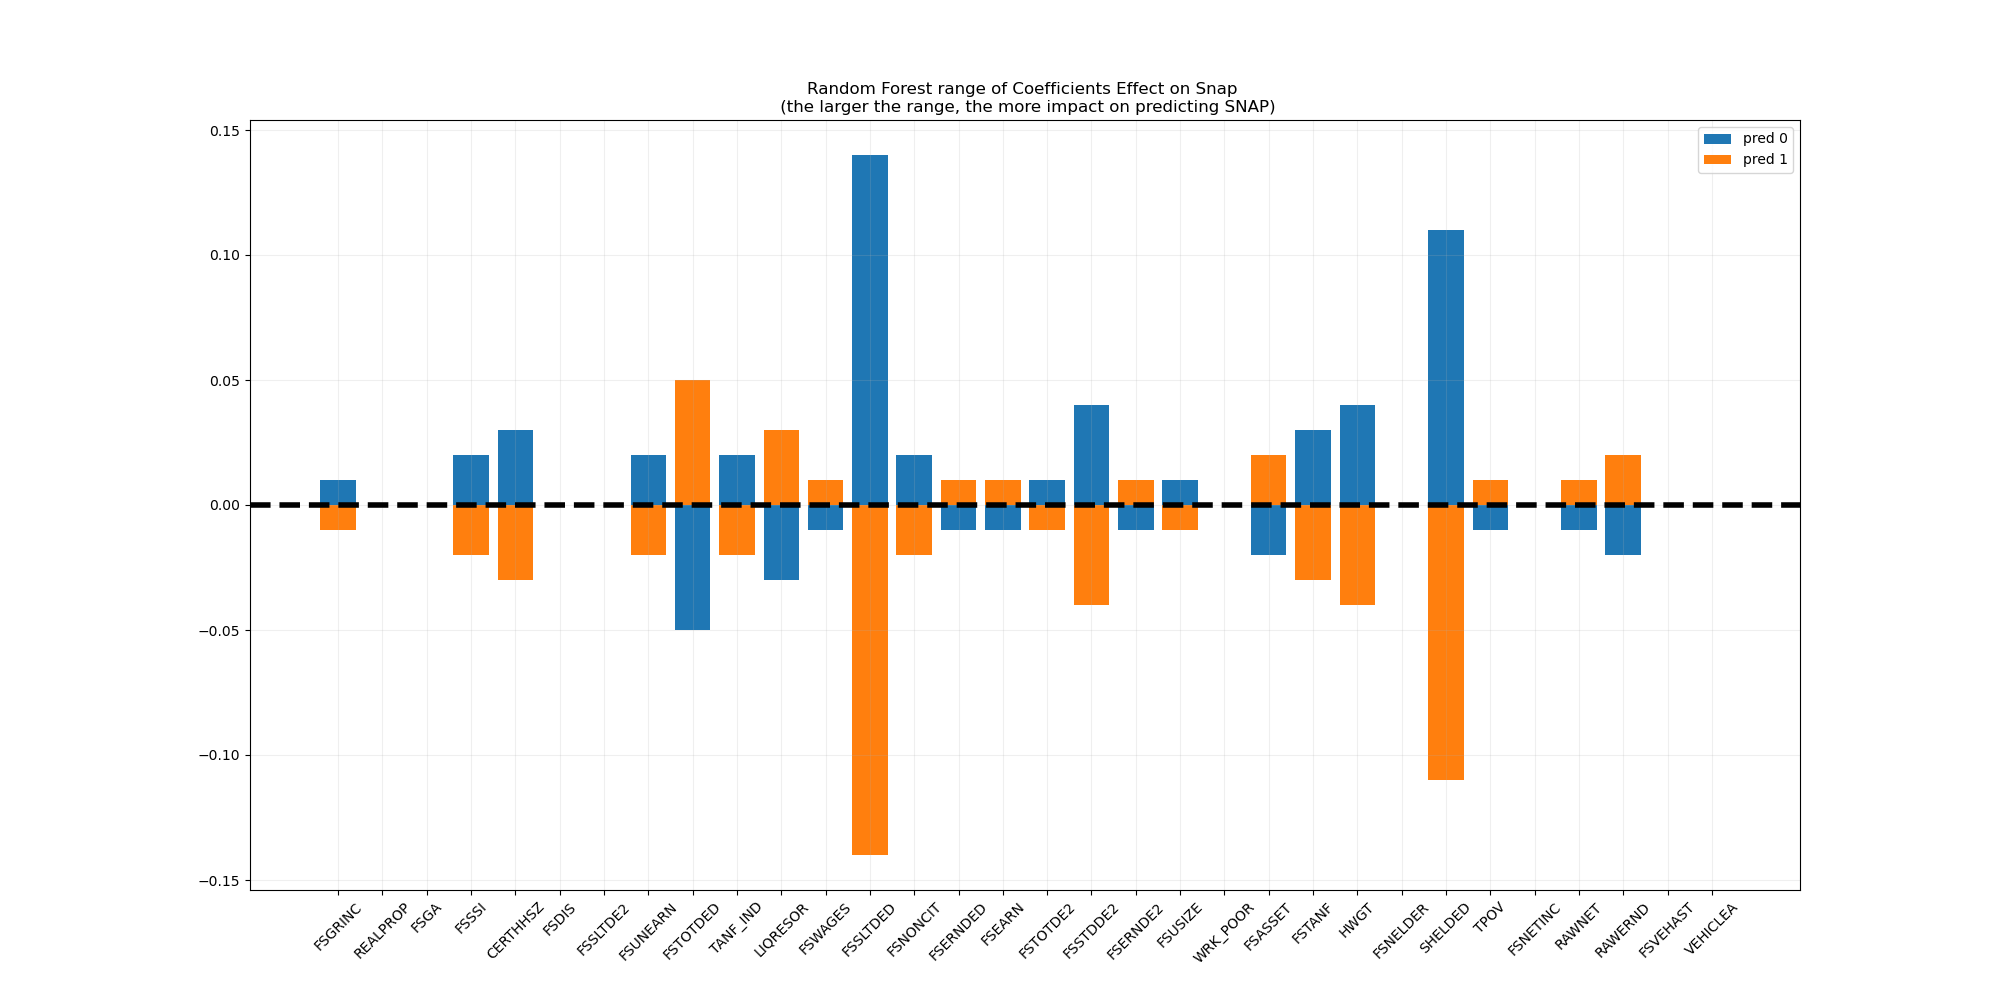 Random Forest range of Coefficients Effect on Snap
(the larger the range, the more impact on predicting SNAP)
pred 0
pred 1
0.15
0.10
0.05
0.00
−0.05
−0.10
−0.15
FSGRINC
REALPROP
FSGA
FSSSI
CERTHHSZ
FSDIS
FSSLTDE2
FSUNEARN
FSTOTDED
TANF_IND
LIQRESOR
FSWAGES
FSSLTDED
FSNONCIT
FSERNDED
FSEARN
FSTOTDE2
FSSTDDE2
FSERNDE2
FSUSIZE
WRK_POOR
FSASSET
FSTANF
HWGT
FSNELDER
SHELDED
TPOV
FSNETINC
RAWNET
RAWERND
FSVEHAST
VEHICLEA